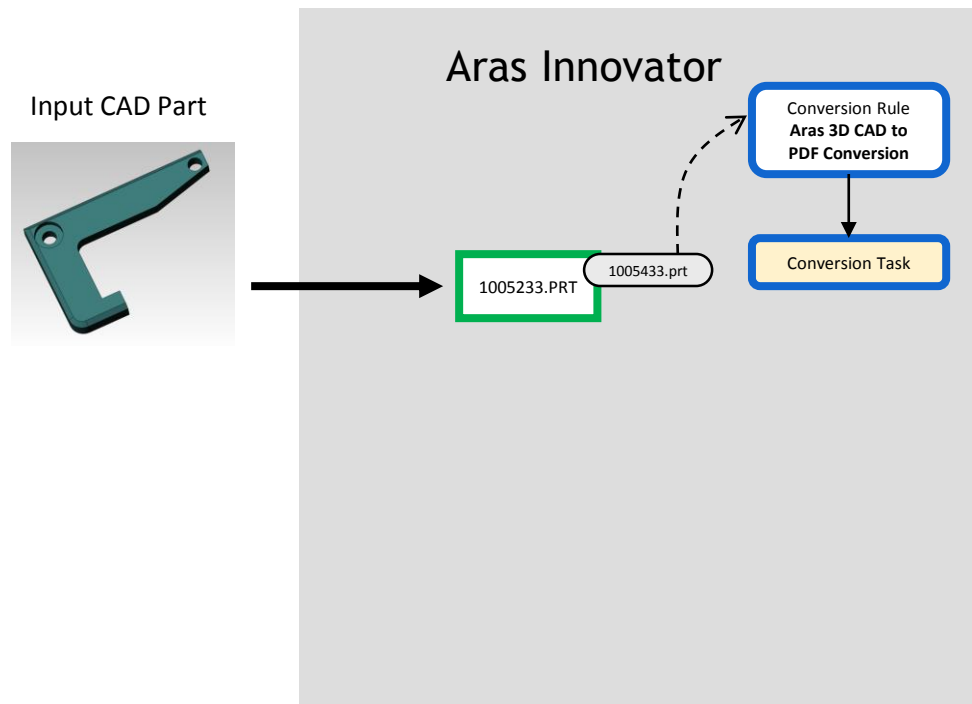 Aras Innovator
Input CAD Part
Conversion Rule
Aras 3D CAD to
PDF Conversion
1005233.PRT
1005433.prt
Conversion Task